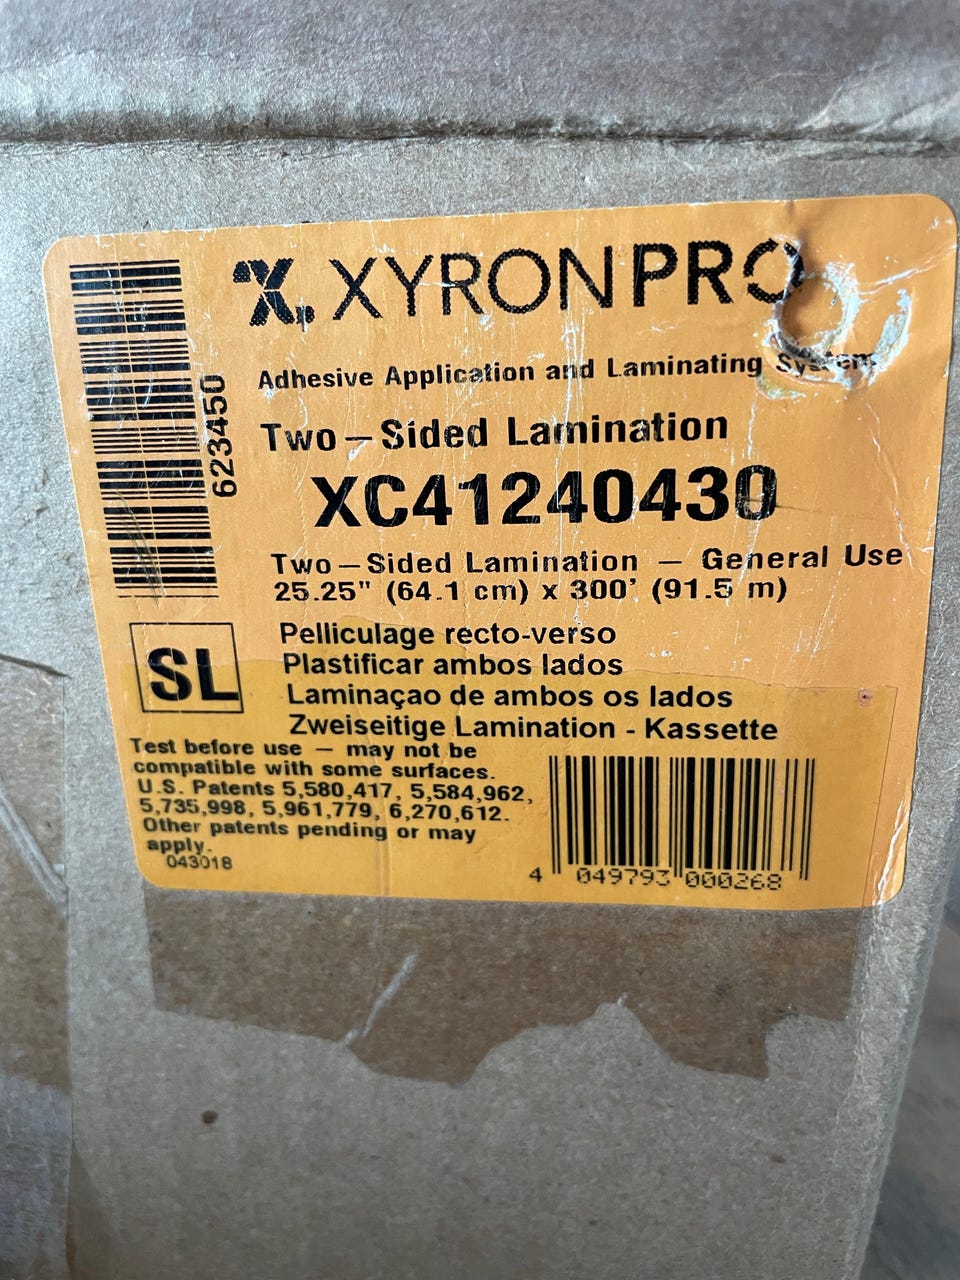 XYRONPRO
Adhesive Application and Laminating System
623450
Two-Sided Lamination
XC41240430
Two-Sided Lamination - General Use
25.25" (64.1 cm) x 300' (91.5 m)
SL
Pelliculage recto-verso
Plastificar ambos lados
Laminaçao de ambos os lados
Zweiseitige Lamination - Kassette
Test before use - may not be
compatible with some surfaces.
U.S. Patents 5,580,417, 5,584,962,
5,735,998, 5,961,779, 6,270,612.
Other patents pending or may
apply.
043018
4 049793 000268